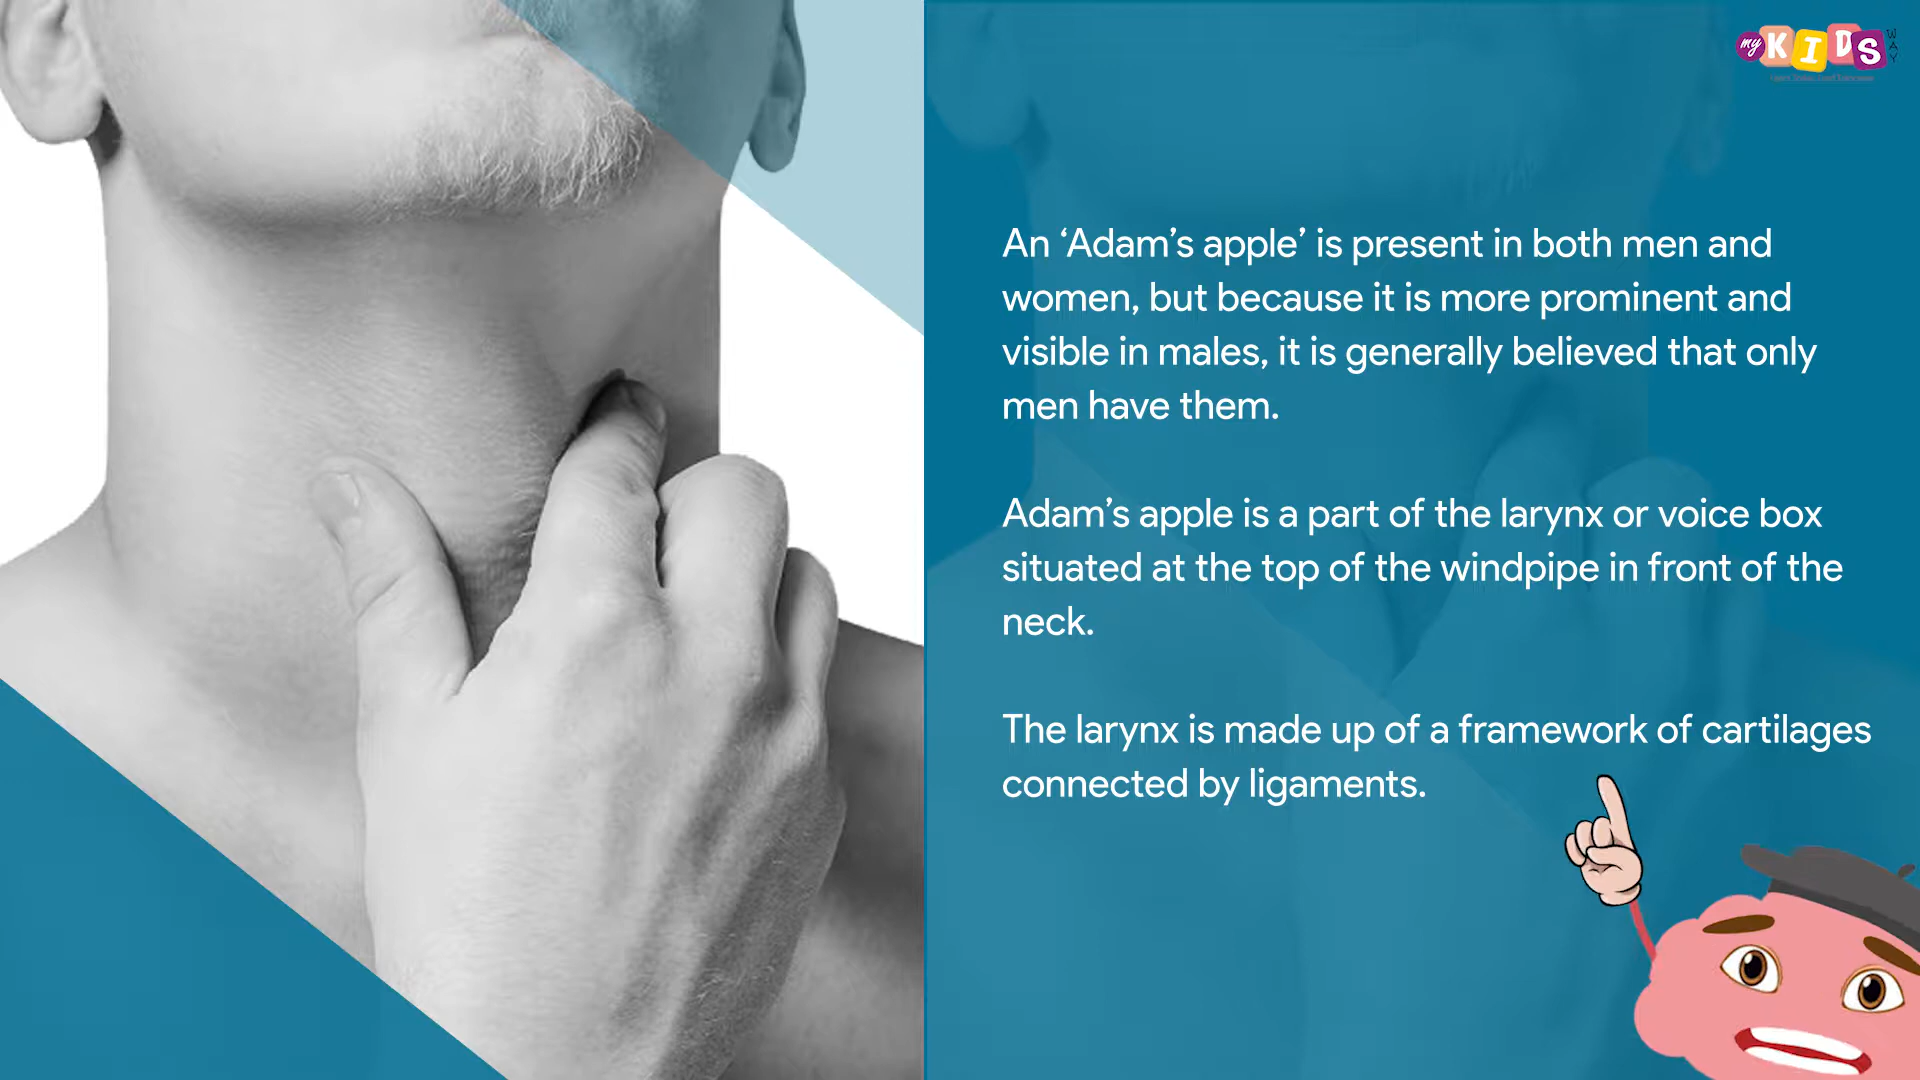 my KIDS WAY
An ‘Adam’s apple’ is present in both men and
women, but because it is more prominent and
visible in males, it is generally believed that only
men have them.
Adam’s apple is a part of the larynx or voice box
situated at the top of the windpipe in front of the
neck.
The larynx is made up of a framework of cartilages
connected by ligaments.